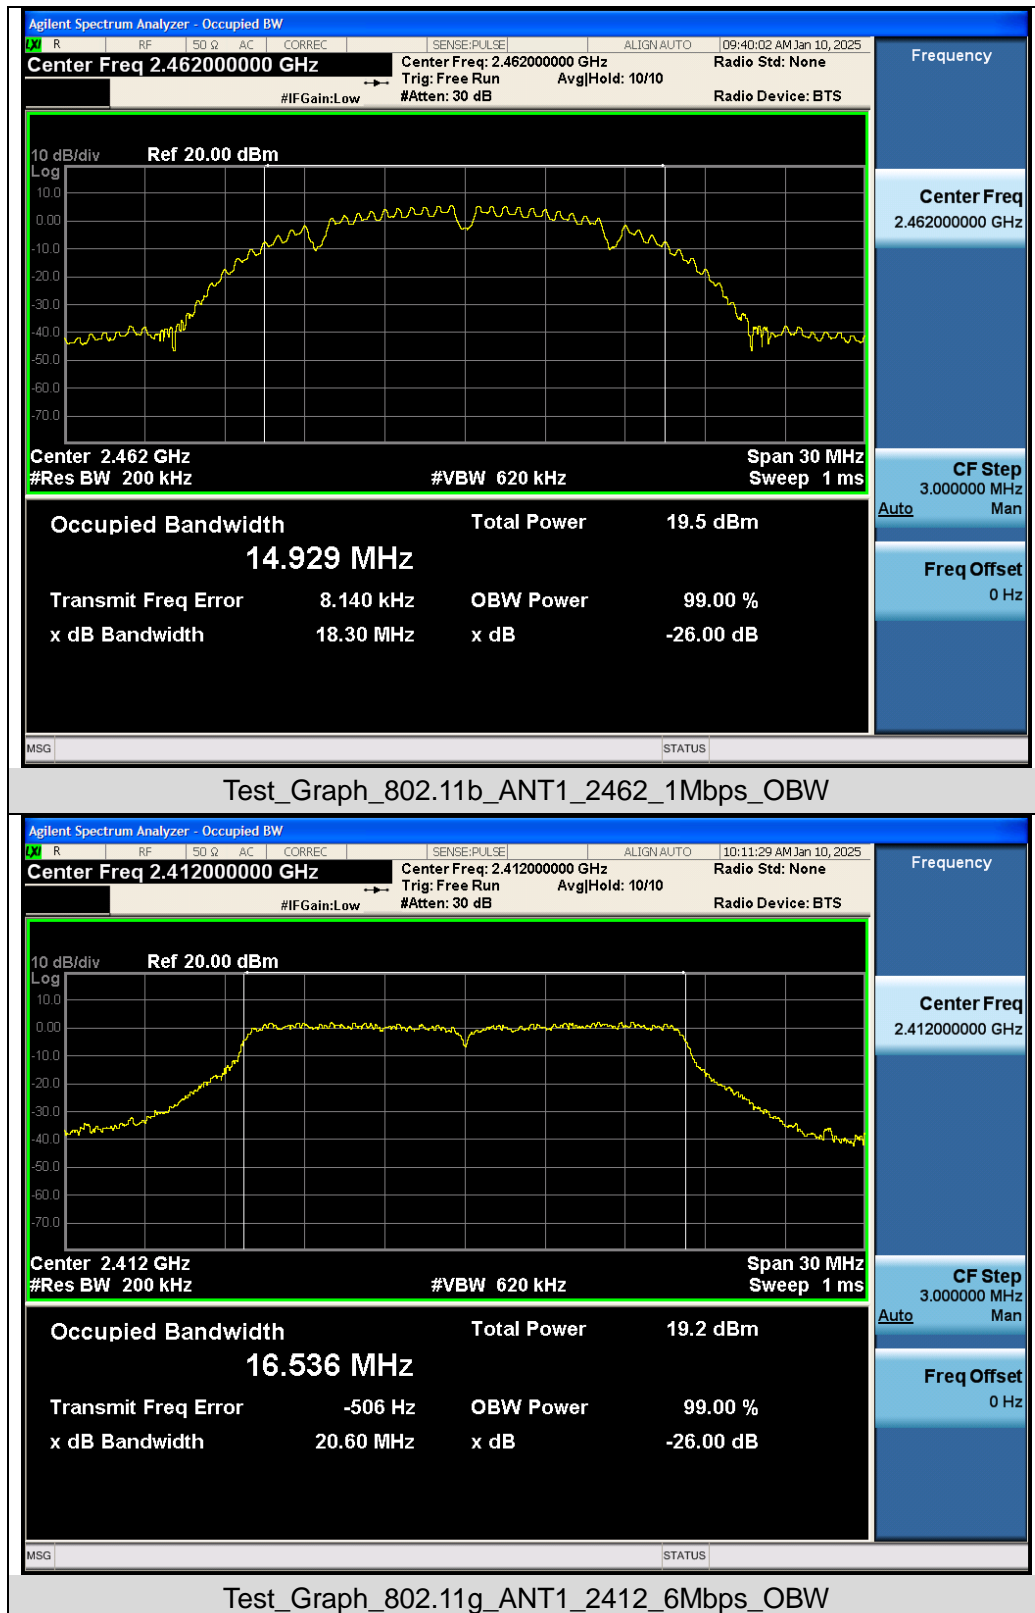 Agilent Spectrum Analyzer - Occupied BW
LXI R RF 50 Ω AC CORREC SENSE:PULSE ALIGN AUTO 09:40:02 AM Jan 10, 2025
Center Freq 2.462000000 GHz
Center Freq: 2.462000000 GHz
Radio Std: None
Trig: Free Run Avg|Hold: 10/10
#IFGain:Low
#Atten: 30 dB
Radio Device: BTS
Frequency
10 dB/div Ref 20.00 dBm
Log
10.0
0.00
-10.0
-20.0
-30.0
-40.0
-50.0
-60.0
-70.0
Center Freq
2.462000000 GHz
Center 2.462 GHz
Span 30 MHz
#Res BW 200 kHz
#VBW 620 kHz
Sweep 1 ms
CF Step
3.000000 MHz
Auto Man
Freq Offset
0 Hz
Occupied Bandwidth
Total Power 19.5 dBm
14.929 MHz
Transmit Freq Error 8.140 kHz OBW Power 99.00 %
x dB Bandwidth 18.30 MHz x dB -26.00 dB
MSG STATUS
Test_Graph_802.11b_ANT1_2462_1Mbps_OBW
Agilent Spectrum Analyzer - Occupied BW
LXI R RF 50 Ω AC CORREC SENSE:PULSE ALIGN AUTO 10:11:29 AM Jan 10, 2025
Center Freq 2.412000000 GHz
Center Freq: 2.412000000 GHz
Radio Std: None
Trig: Free Run Avg|Hold: 10/10
#IFGain:Low
#Atten: 30 dB
Radio Device: BTS
Frequency
10 dB/div Ref 20.00 dBm
Log
10.0
0.00
-10.0
-20.0
-30.0
-40.0
-50.0
-60.0
-70.0
Center Freq
2.412000000 GHz
Center 2.412 GHz
Span 30 MHz
#Res BW 200 kHz
#VBW 620 kHz
Sweep 1 ms
CF Step
3.000000 MHz
Auto Man
Freq Offset
0 Hz
Occupied Bandwidth
Total Power 19.2 dBm
16.536 MHz
Transmit Freq Error -506 Hz OBW Power 99.00 %
x dB Bandwidth 20.60 MHz x dB -26.00 dB
MSG STATUS
Test_Graph_802.11g_ANT1_2412_6Mbps_OBW